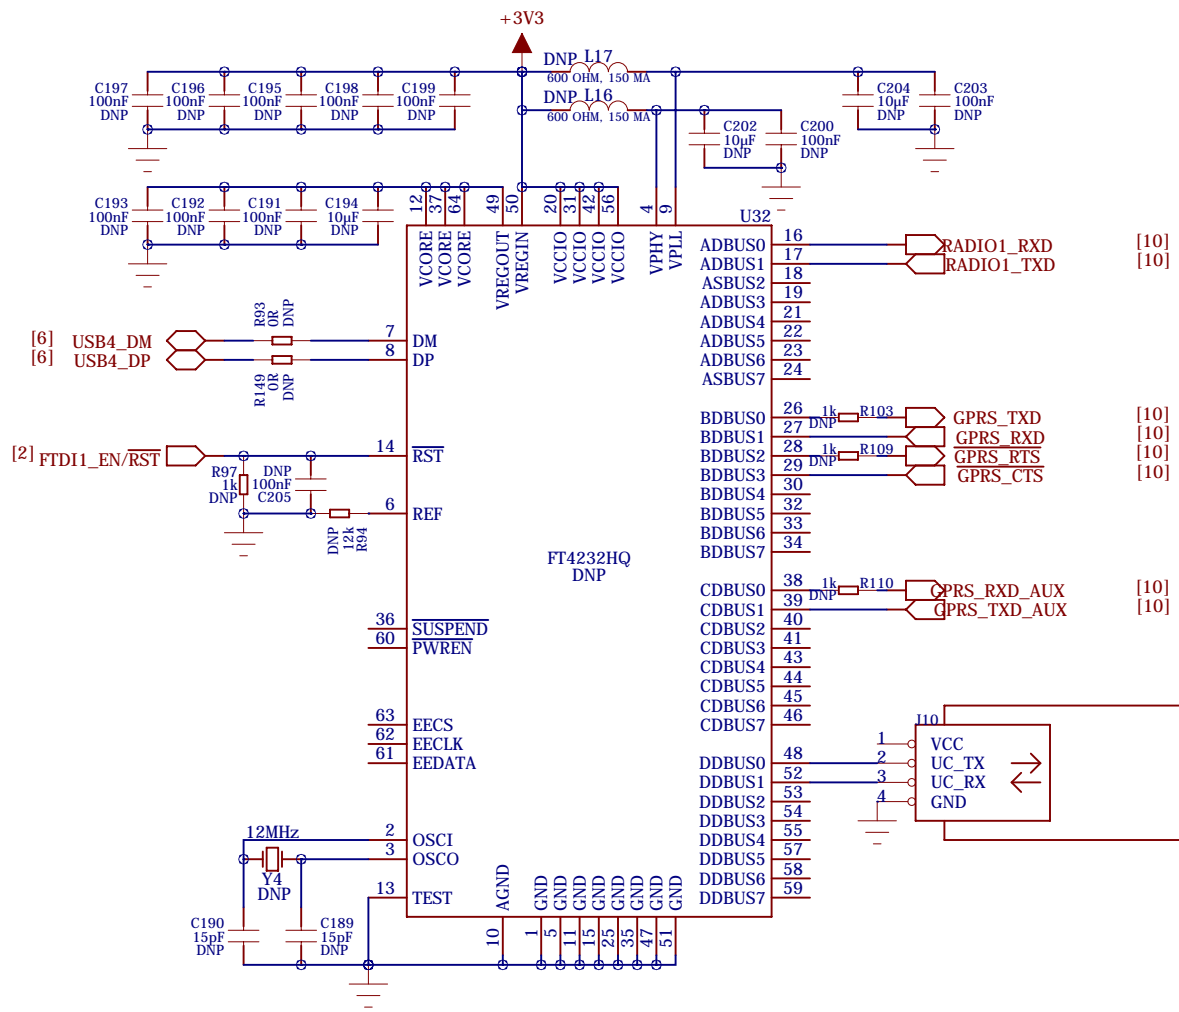 +3V3
DNP L17
600 OHM, 150 MA
DNP L16
600 OHM, 150 MA
C197
100nF
DNP
C196
100nF
DNP
C195
100nF
DNP
C198
100nF
DNP
C199
100nF
DNP
C204
10µF
DNP
C203
100nF
DNP
C202
10µF
DNP
C200
100nF
DNP
C193
100nF
DNP
C192
100nF
DNP
C191
100nF
DNP
C194
10µF
DNP
12 VCORE
37 VCORE
64 VCORE
49 VREGOUT
50 VREGIN
20 VCCIO
31 VCCIO
42 VCCIO
56 VCCIO
4 VPHY
9 VPLL
U32
ADBUS0 16 RADIO1_RXD [10]
ADBUS1 17 RADIO1_TXD [10]
ASBUS2 18
ADBUS3 19
ADBUS4 21
ADBUS5 22
ADBUS6 23
ASBUS7 24
R93
0R
DNP
[6] USB4_DM 7 DM
[6] USB4_DP 8 DP
R149
0R
DNP
BDBUS0 26 1k DNP R103 GPRS_TXD [10]
BDBUS1 27 GPRS_RXD [10]
BDBUS2 28 1k DNP R109 GPRS_RTS [10]
BDBUS3 29 GPRS_CTS [10]
BDBUS4 30
BDBUS5 32
BDBUS6 33
BDBUS7 34
[2] FTDI1_EN/RST 14 RST
R97
1k
DNP
DNP
100nF
C205
6 REF
DNP
12k
R94
FT4232HQ
DNP
CDBUS0 38 1k DNP R110 GPRS_RXD_AUX [10]
CDBUS1 39 GPRS_TXD_AUX [10]
CDBUS2 40
CDBUS3 41
CDBUS4 43
CDBUS5 44
CDBUS6 45
CDBUS7 46
36 SUSPEND
60 PWREN
63 EECS
62 EECLK
61 EEDATA
J10
1 VCC
2 UC_TX
3 UC_RX
4 GND
DDBUS0 48
DDBUS1 52
DDBUS2 53
DDBUS3 54
DDBUS4 55
DDBUS5 57
DDBUS6 58
DDBUS7 59
12MHz
Y4
DNP
2 OSCI
3 OSCO
13 TEST
C190
15pF
DNP
C189
15pF
DNP
AGND 10
GND 1
GND 5
GND 11
GND 15
GND 25
GND 35
GND 47
GND 51